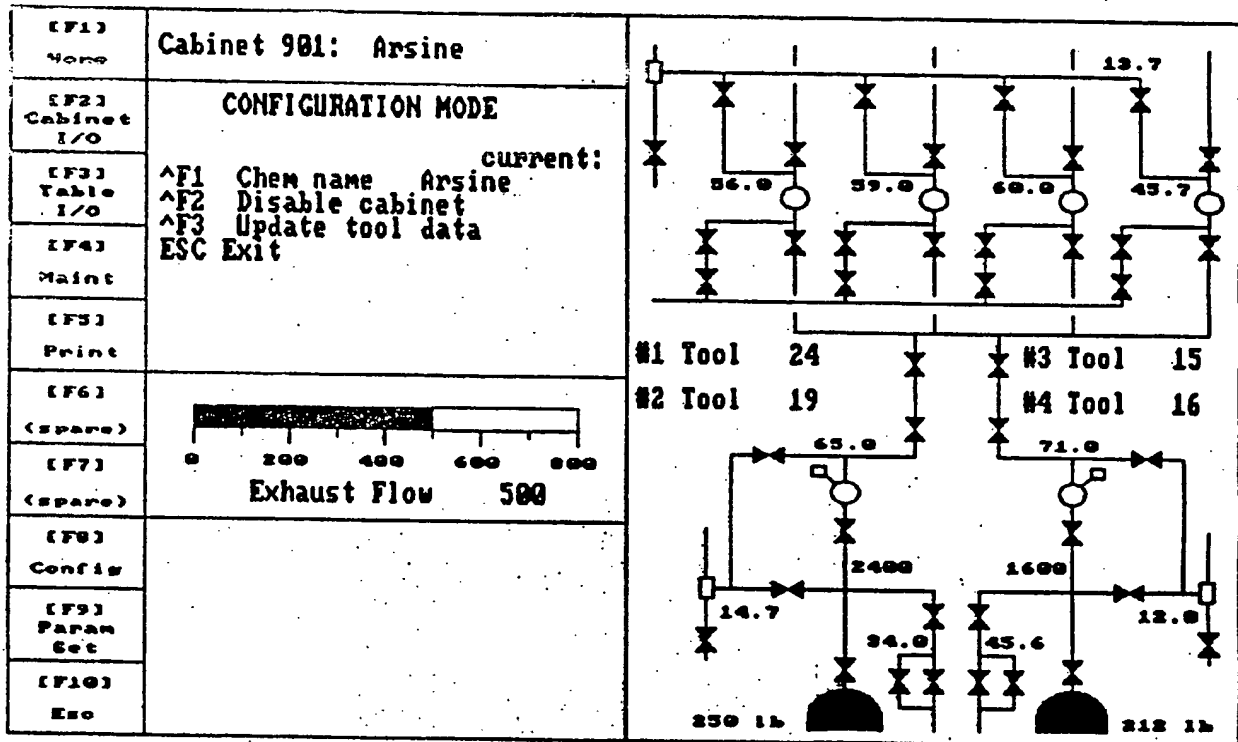 [F1]
Home
[F2]
Cabinet
I/O
[F3]
Table
I/O
[F4]
Maint
[F5]
Print
[F6]
(spare)
[F7]
(spare)
[F8]
Config
[F9]
Param
Set
[F10]
Esc
Cabinet 901: Arsine
CONFIGURATION MODE
current:
^F1 Chem name Arsine
^F2 Disable cabinet
^F3 Update tool data
ESC Exit
0 200 400 600 800
Exhaust Flow 500
13.7
56.0 59.0 60.0 45.7
#1 Tool 24 #3 Tool 15
#2 Tool 19 #4 Tool 16
65.0 71.0
2400 1600
14.7 12.8
34.0 45.6
250 lb 212 lb